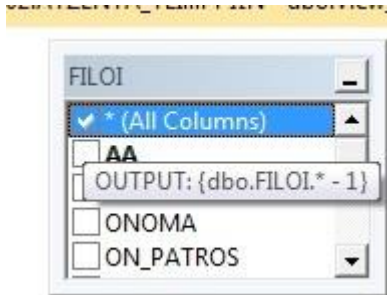 FILOI
* (All Columns)
AA
OUTPUT: {dbo.FILOI.* - 1}
ONOMA
ON_PATROS